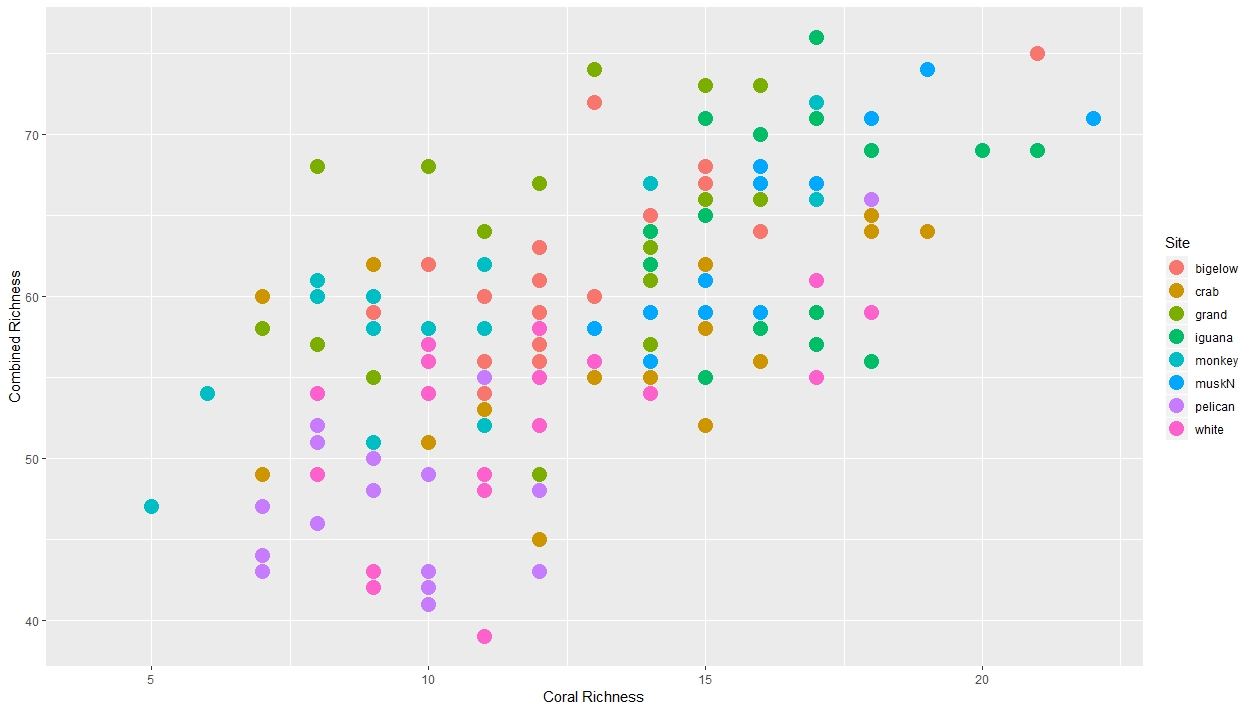 Combined Richness
70
60
50
40
5 10 15 20
Coral Richness
Site
bigelow
crab
grand
iguana
monkey
muskN
pelican
white